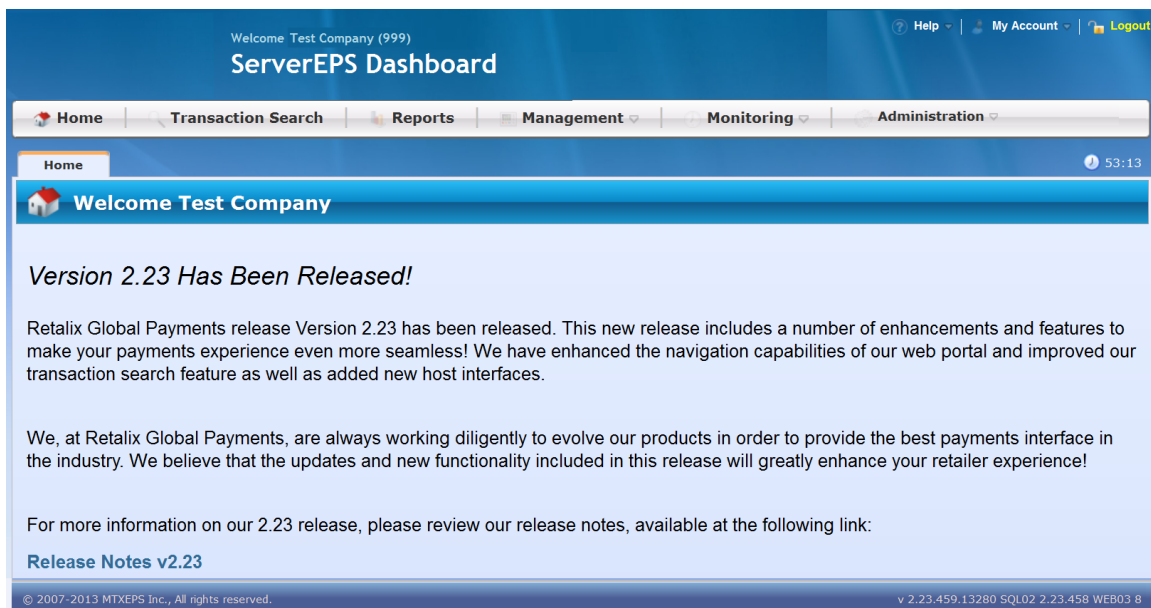 Help | My Account | Logout
Welcome Test Company (999)
ServerEPS Dashboard
Home Transaction Search Reports Management Monitoring Administration
Home 53:13
Welcome Test Company
Version 2.23 Has Been Released!
Retalix Global Payments release Version 2.23 has been released. This new release includes a number of enhancements and features to
make your payments experience even more seamless! We have enhanced the navigation capabilities of our web portal and improved our
transaction search feature as well as added new host interfaces.
We, at Retalix Global Payments, are always working diligently to evolve our products in order to provide the best payments interface in
the industry. We believe that the updates and new functionality included in this release will greatly enhance your retailer experience!
For more information on our 2.23 release, please review our release notes, available at the following link:
Release Notes v2.23
© 2007-2013 MTXEPS Inc., All rights reserved. v 2.23.459.13280 SQL02 2.23.458 WEB03 8